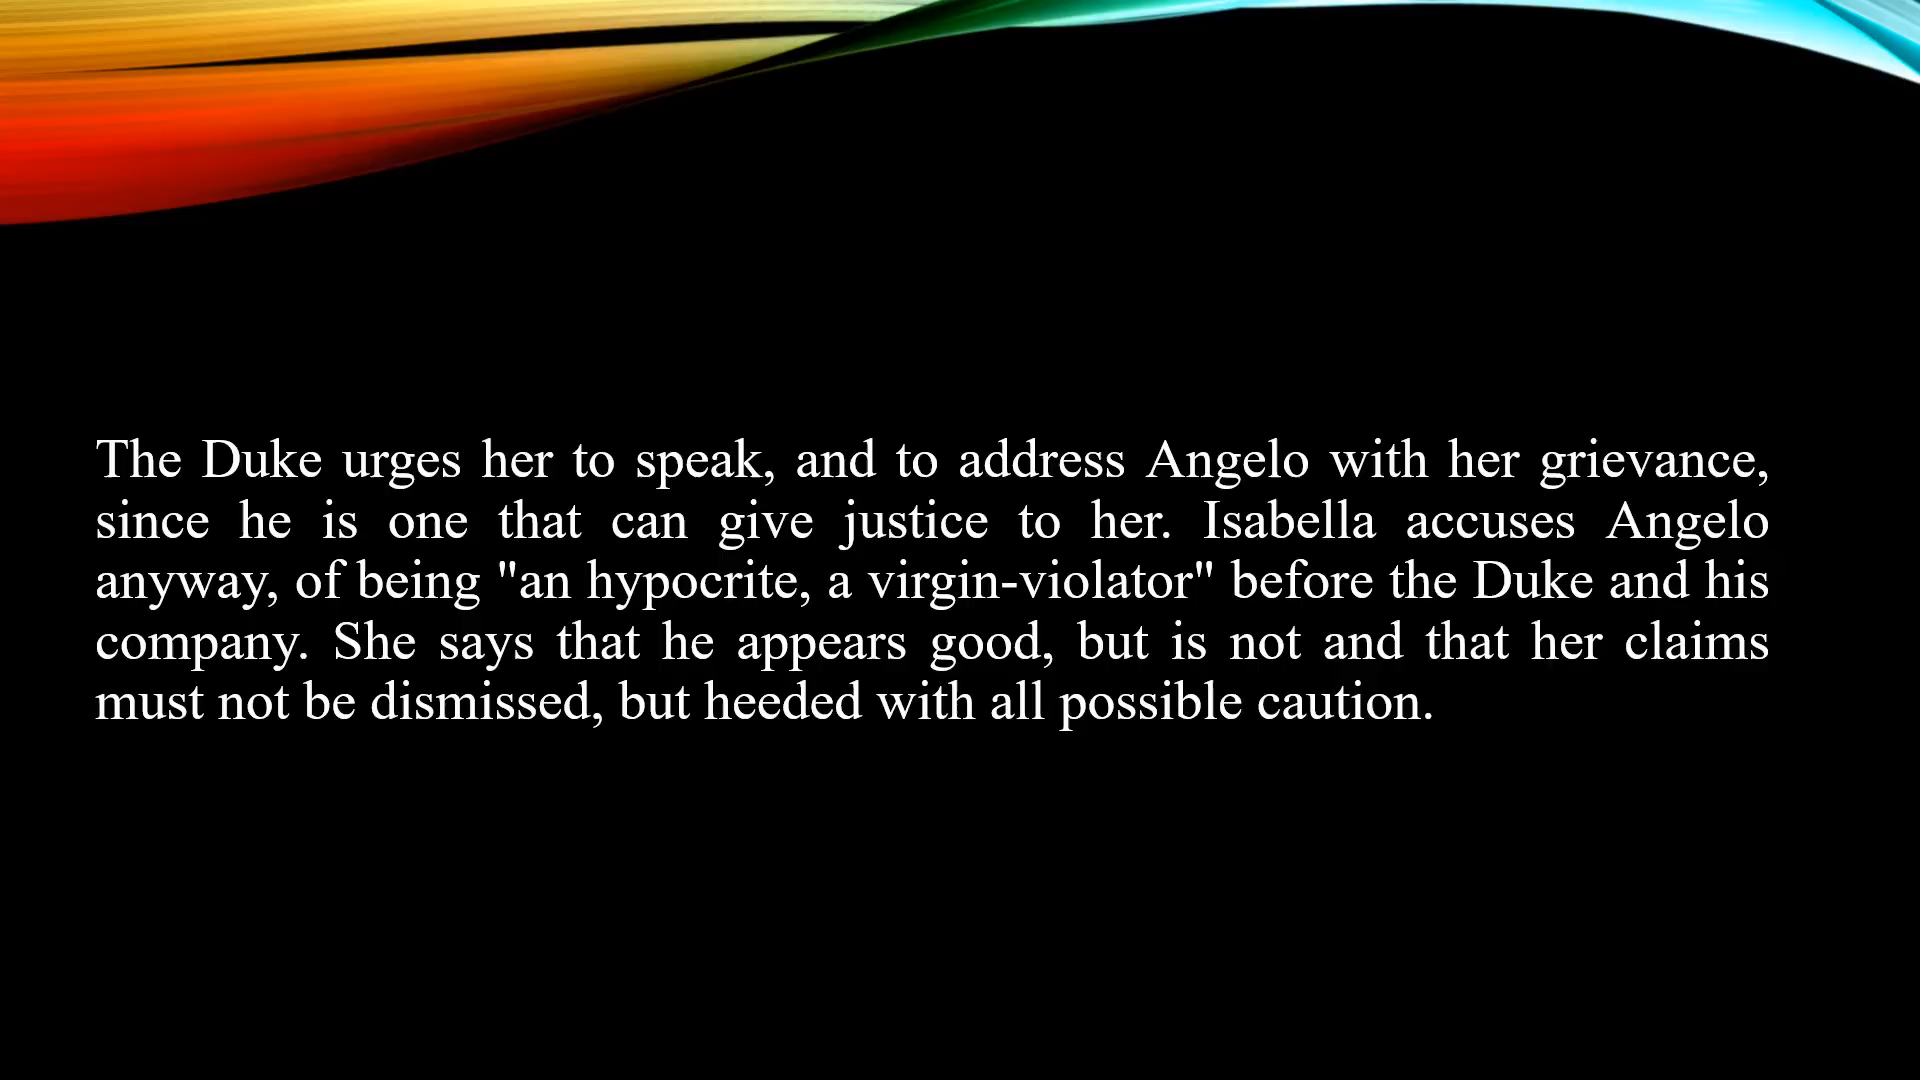 The Duke urges her to speak, and to address Angelo with her grievance,
since he is one that can give justice to her. Isabella accuses Angelo
anyway, of being "an hypocrite, a virgin-violator" before the Duke and his
company. She says that he appears good, but is not and that her claims
must not be dismissed, but heeded with all possible caution.